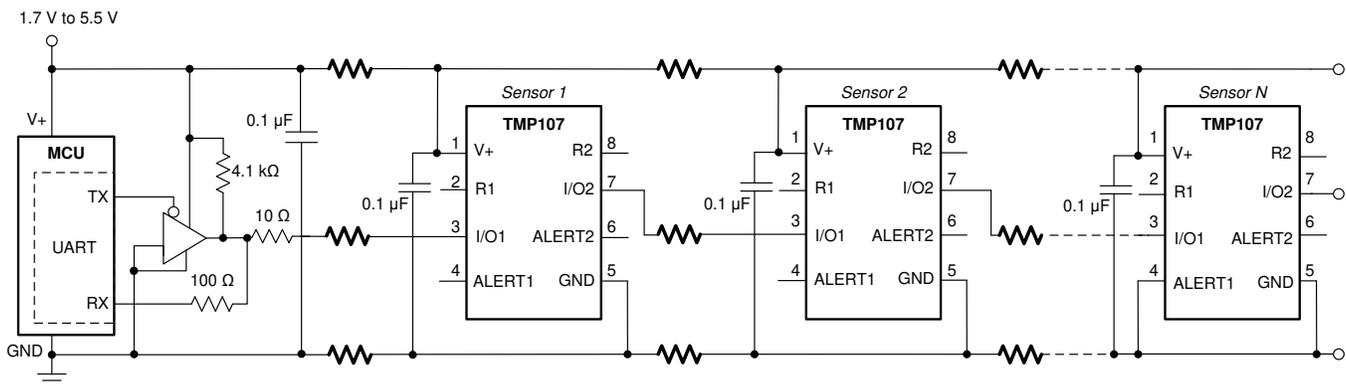 1.7 V to 5.5 V
V+
MCU
UART
TX
RX
GND
4.1 kΩ
10 Ω
100 Ω
0.1 µF
0.1 µF
Sensor 1
TMP107
1
V+
2
R1
3
I/O1
4
ALERT1
R2
8
I/O2
7
ALERT2
6
GND
5
0.1 µF
Sensor 2
TMP107
1
V+
2
R1
3
I/O1
4
ALERT1
R2
8
I/O2
7
ALERT2
6
GND
5
0.1 µF
Sensor N
TMP107
1
V+
2
R1
3
I/O1
4
ALERT1
R2
8
I/O2
7
ALERT2
6
GND
5